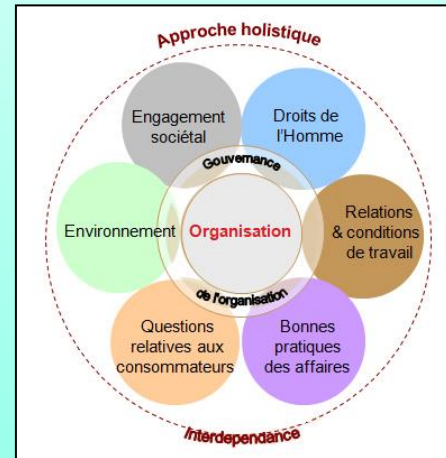 Approche holistique
Engagement
sociétal
Droits de
l'Homme
Gouvernance
Environnement
Organisation
Relations
& conditions
de travail
de l'organisation
Questions
relatives aux
consommateurs
Bonnes
pratiques
des affaires
Interdependance